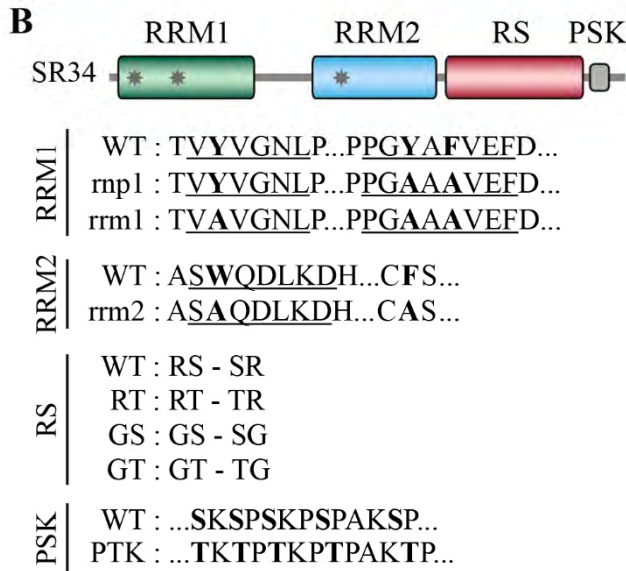 B
RRM1 RRM2 RS PSK
SR34
RRM1
WT : TVYVGNLP...PPGYAFVEFD...
rnp1 : TVYVGNLP...PPGAAAVEFD...
rrm1 : TVAVGNLP...PPGAAAVEFD...
RRM2
WT : ASWQDLKDH...CFS...
rrm2 : ASAQDLKDH...CAS...
RS
WT : RS - SR
RT : RT - TR
GS : GS - SG
GT : GT - TG
PSK
WT : ...SKSPSKPSPAKSP...
PTK : ...TKTPTKPTPAKTP...